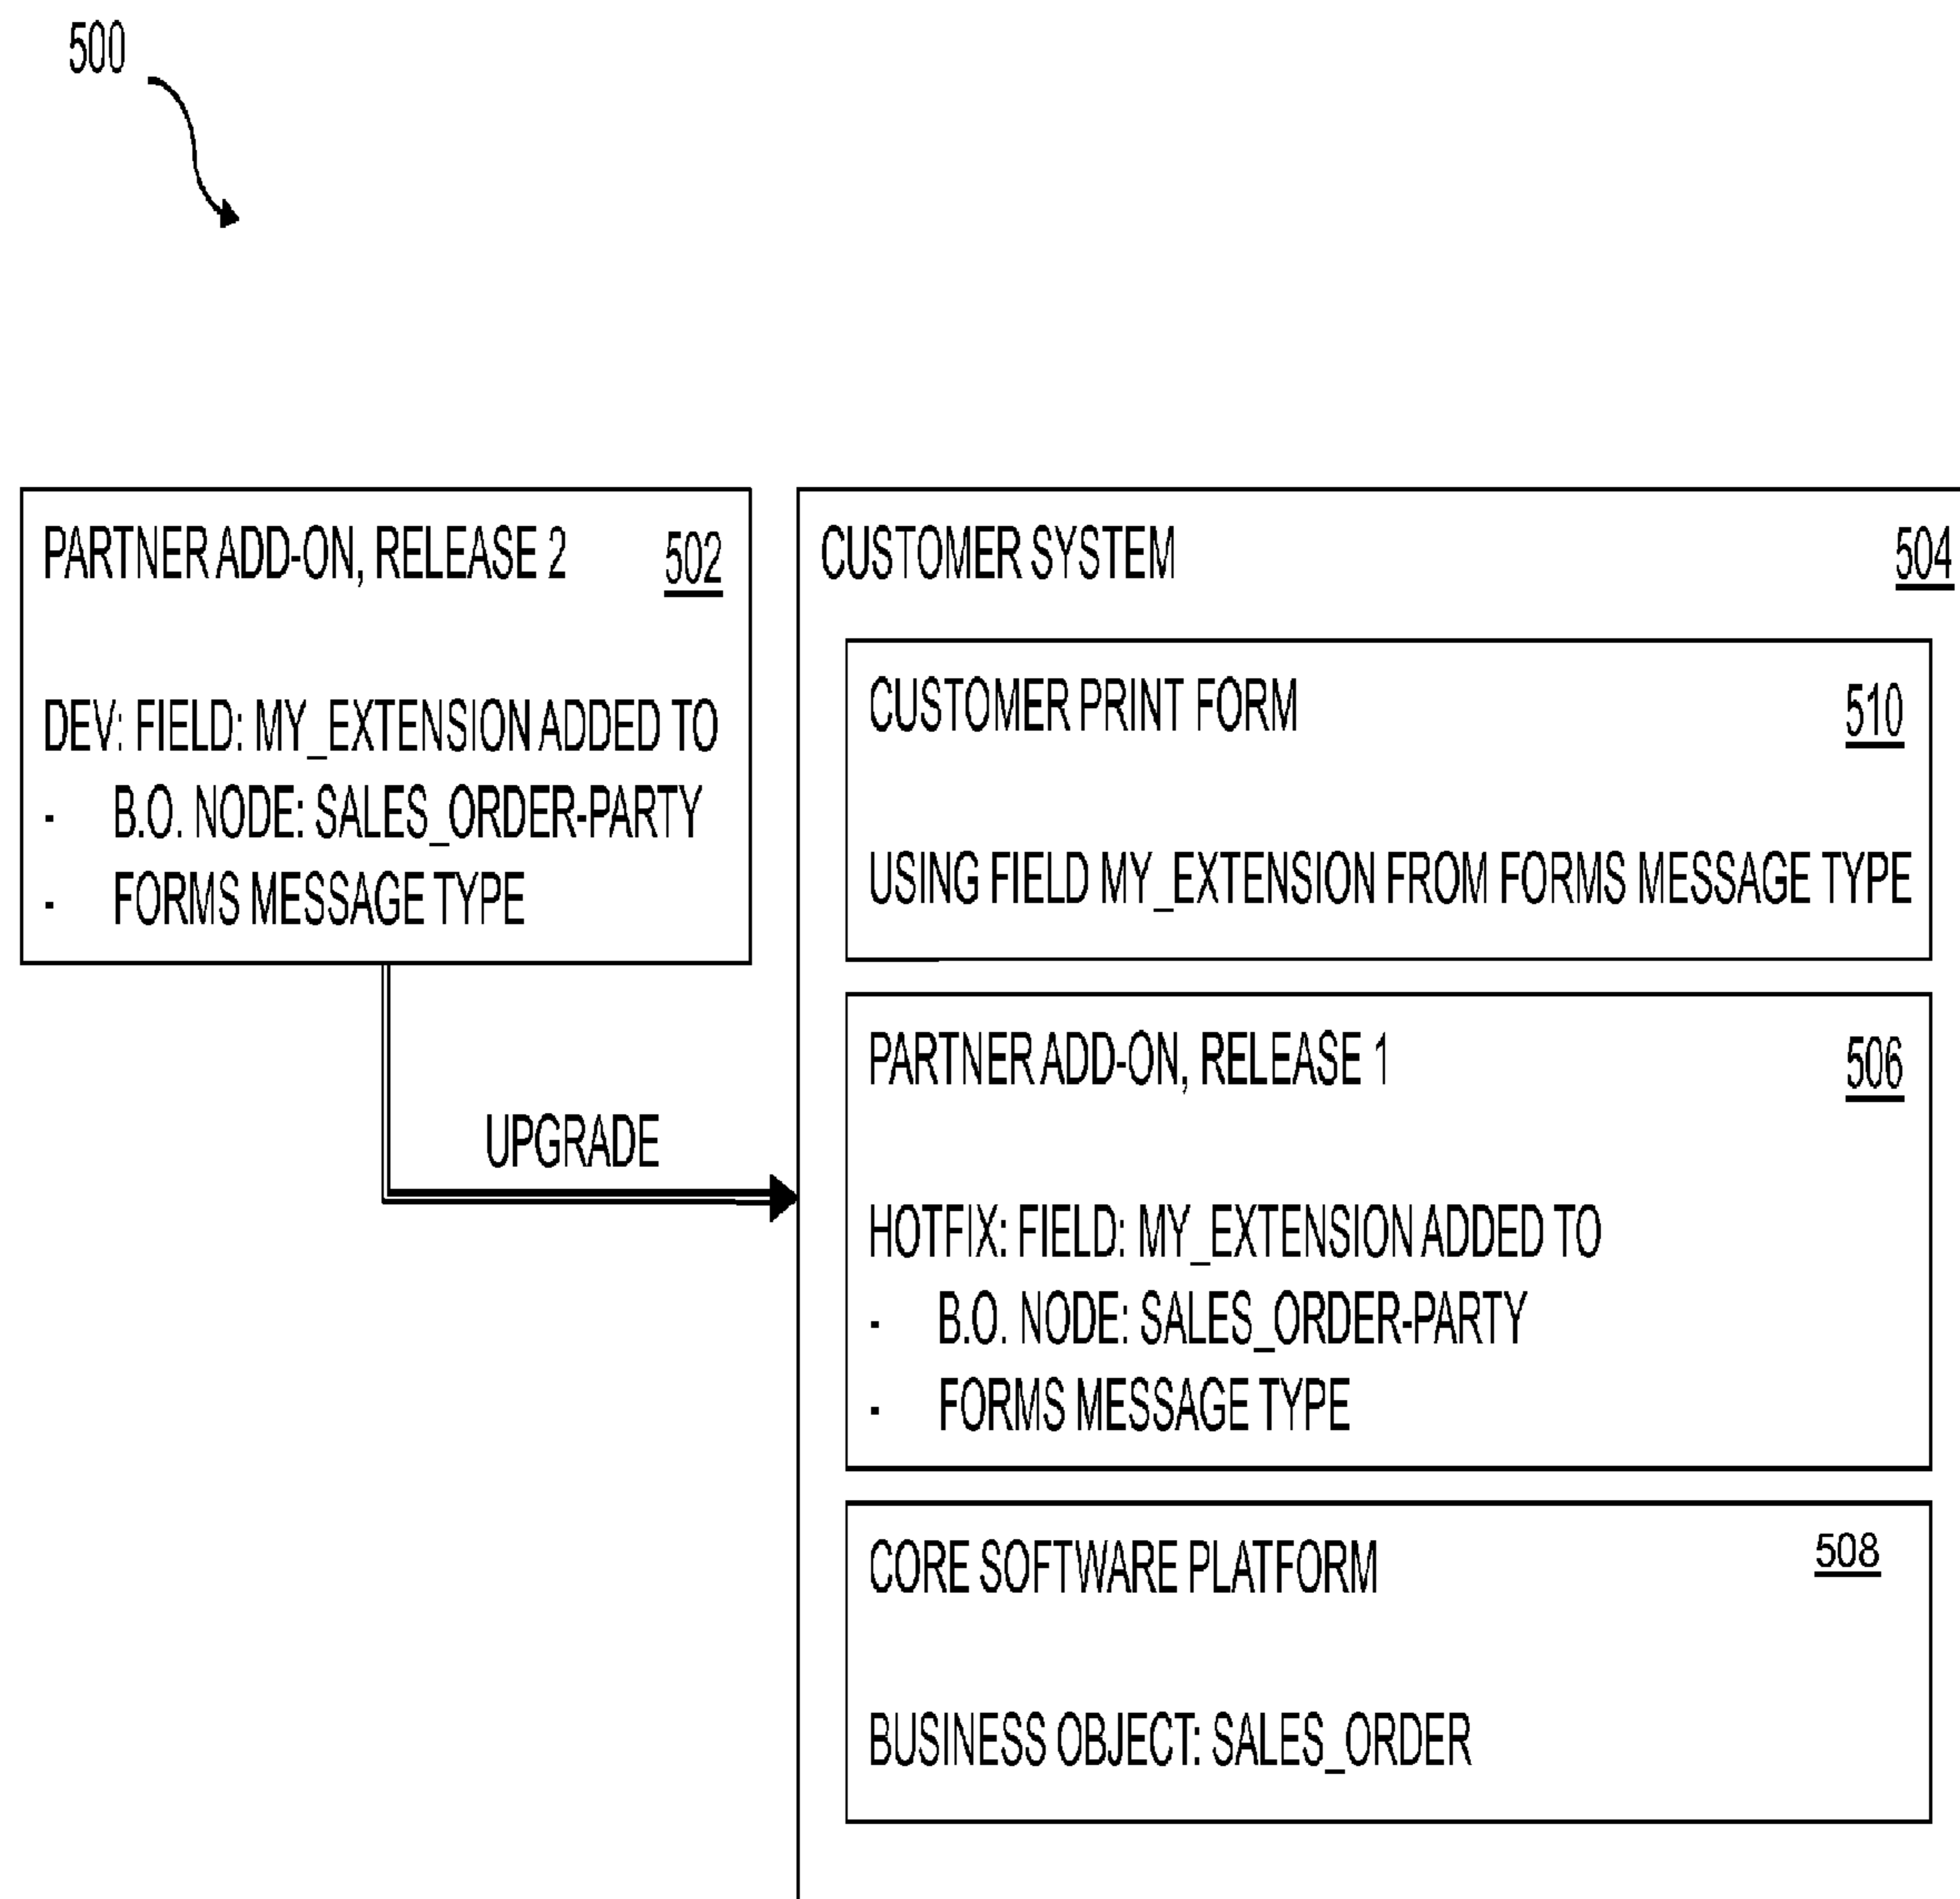 500
PARTNER ADD-ON, RELEASE 2 502
DEV: FIELD: MY_EXTENSION ADDED TO
- B.O. NODE: SALES_ORDER-PARTY
- FORMS MESSAGE TYPE
UPGRADE
CUSTOMER SYSTEM 504
CUSTOMER PRINT FORM 510
USING FIELD MY_EXTENSION FROM FORMS MESSAGE TYPE
PARTNER ADD-ON, RELEASE 1 506
HOTFIX: FIELD: MY_EXTENSION ADDED TO
- B.O. NODE: SALES_ORDER-PARTY
- FORMS MESSAGE TYPE
CORE SOFTWARE PLATFORM 508
BUSINESS OBJECT: SALES_ORDER